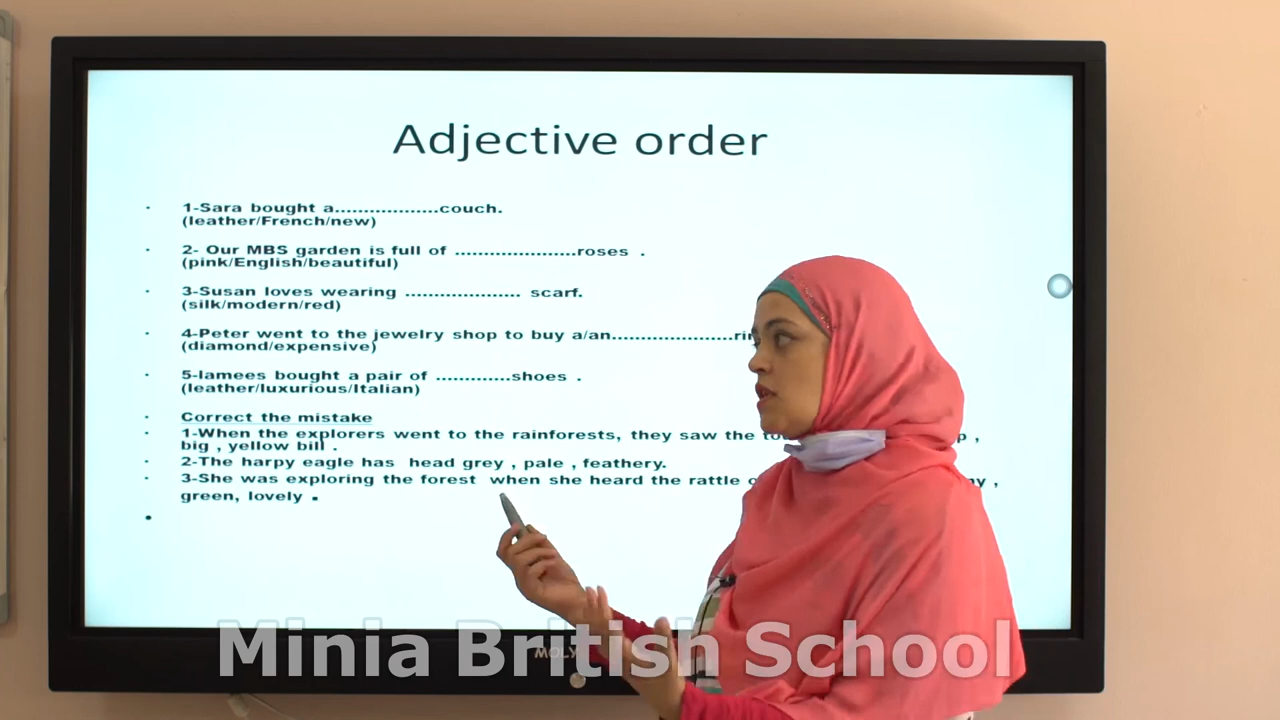 Adjective order
1-Sara bought a..................couch.
(leather/French/new)
2- Our MBS garden is full of .....................roses .
(pink/English/beautiful)
3-Susan loves wearing .................... scarf.
(silk/modern/red)
4-Peter went to the jewelry shop to buy a/an.....................
(diamond/expensive)
5-lamees bought a pair of .............shoes .
(leather/luxurious/Italian)
Correct the mistake
1-When the explorers went to the rainforests, they saw the
big , yellow bill .
2-The harpy eagle has head grey , pale , feathery.
3-She was exploring the forest when she heard the rattle
green, lovely .
MOLY
Minia British School